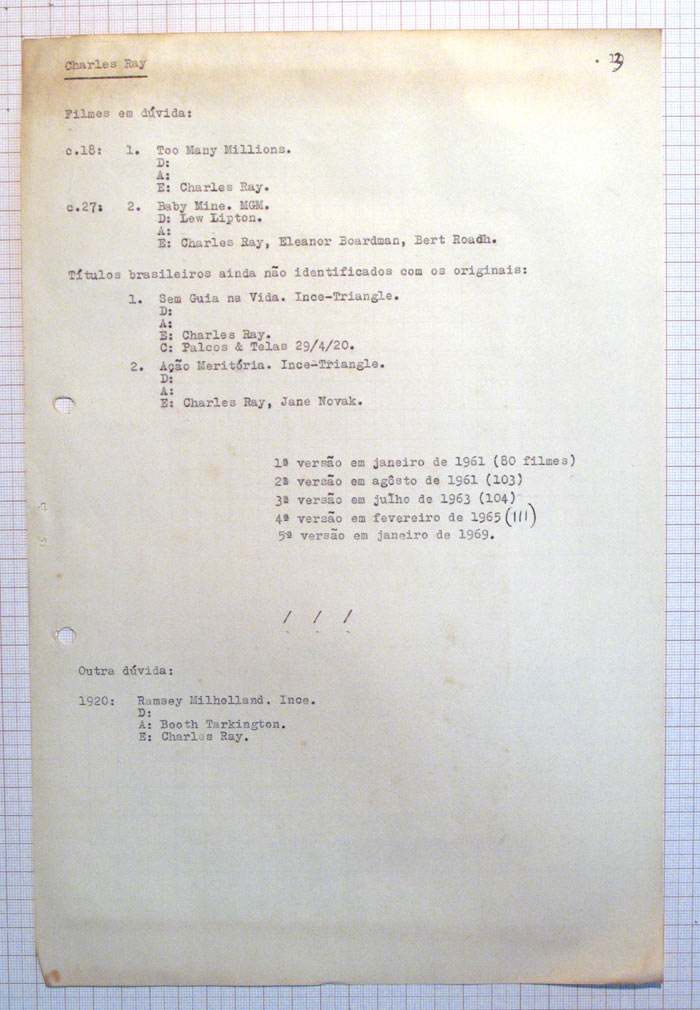 Charles Ray
Filmes em dúvida:
c.18: 1. Too Many Millions.
D:
A:
E: Charles Ray.
c.27: 2. Baby Mine. MGM.
D: Lew Lipton.
A:
E: Charles Ray, Eleanor Boardman, Bert Roach.
Títulos brasileiros ainda não identificados com os originais:
1. Sem Guia na Vida. Ince-Triangle.
D:
A:
E: Charles Ray.
C: Palcos & Telas 29/4/20.
2. Ação Meritória. Ince-Triangle.
D:
A:
E: Charles Ray, Jane Novak.
1ª versão em janeiro de 1961 (80 filmes)
2ª versão em agôsto de 1961 (103)
3ª versão em julho de 1963 (104)
4ª versão em fevereiro de 1965 (111)
5ª versão em janeiro de 1969.
/ / /
Outra dúvida:
1920: Ramsey Milholland. Ince.
D:
A: Booth Tarkington.
E: Charles Ray.